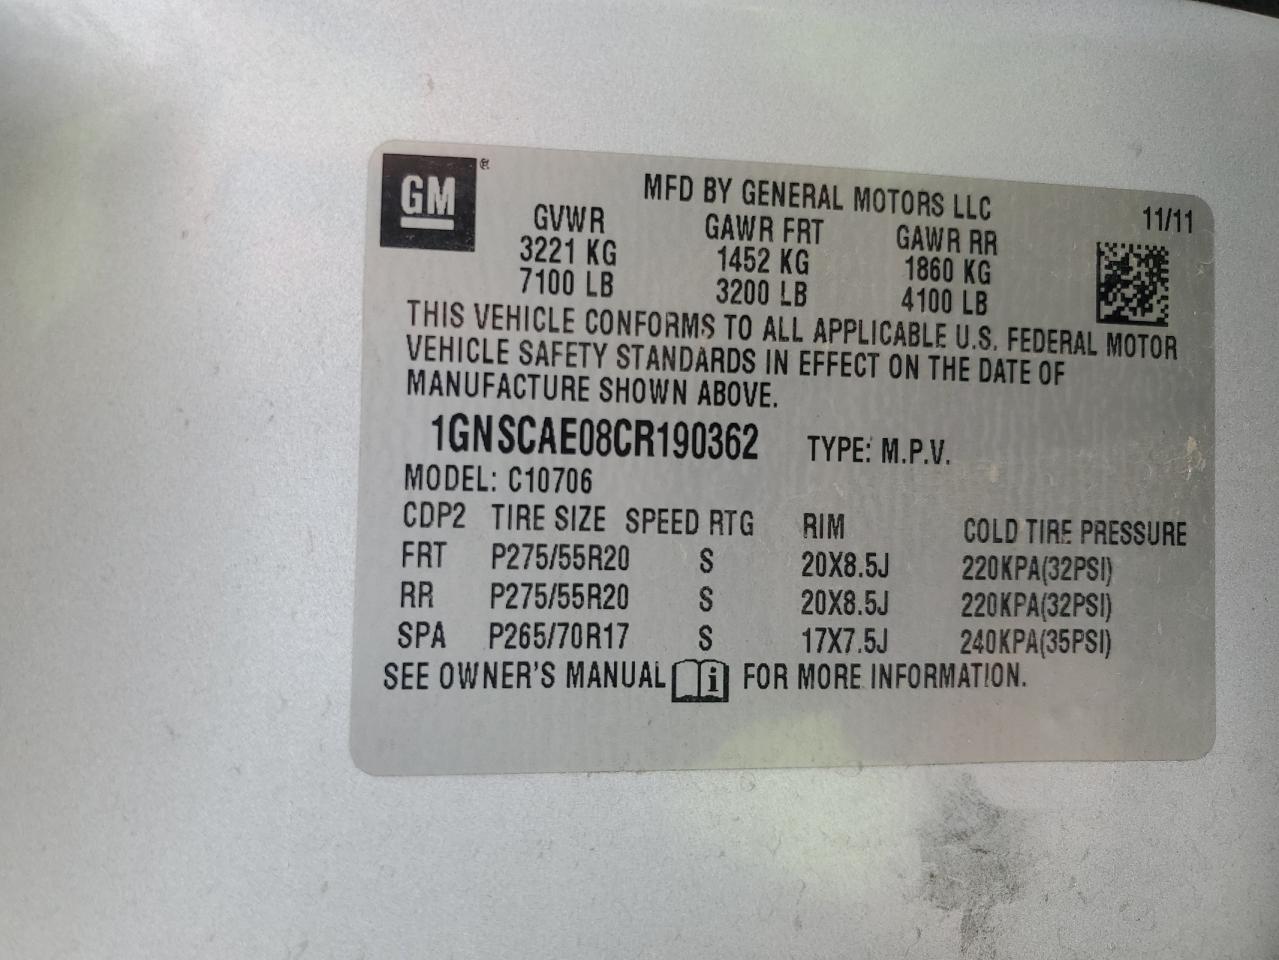 GM®
MFD BY GENERAL MOTORS LLC
11/11
GVWR GAWR FRT GAWR RR
3221 KG 1452 KG 1860 KG
7100 LB 3200 LB 4100 LB
THIS VEHICLE CONFORMS TO ALL APPLICABLE U.S. FEDERAL MOTOR
VEHICLE SAFETY STANDARDS IN EFFECT ON THE DATE OF
MANUFACTURE SHOWN ABOVE.
1GNSCAE08CR190362 TYPE: M.P.V.
MODEL: C10706
CDP2 TIRE SIZE SPEED RTG RIM COLD TIRE PRESSURE
FRT P275/55R20 S 20X8.5J 220KPA(32PSI)
RR P275/55R20 S 20X8.5J 220KPA(32PSI)
SPA P265/70R17 S 17X7.5J 240KPA(35PSI)
SEE OWNER'S MANUAL i FOR MORE INFORMATION.